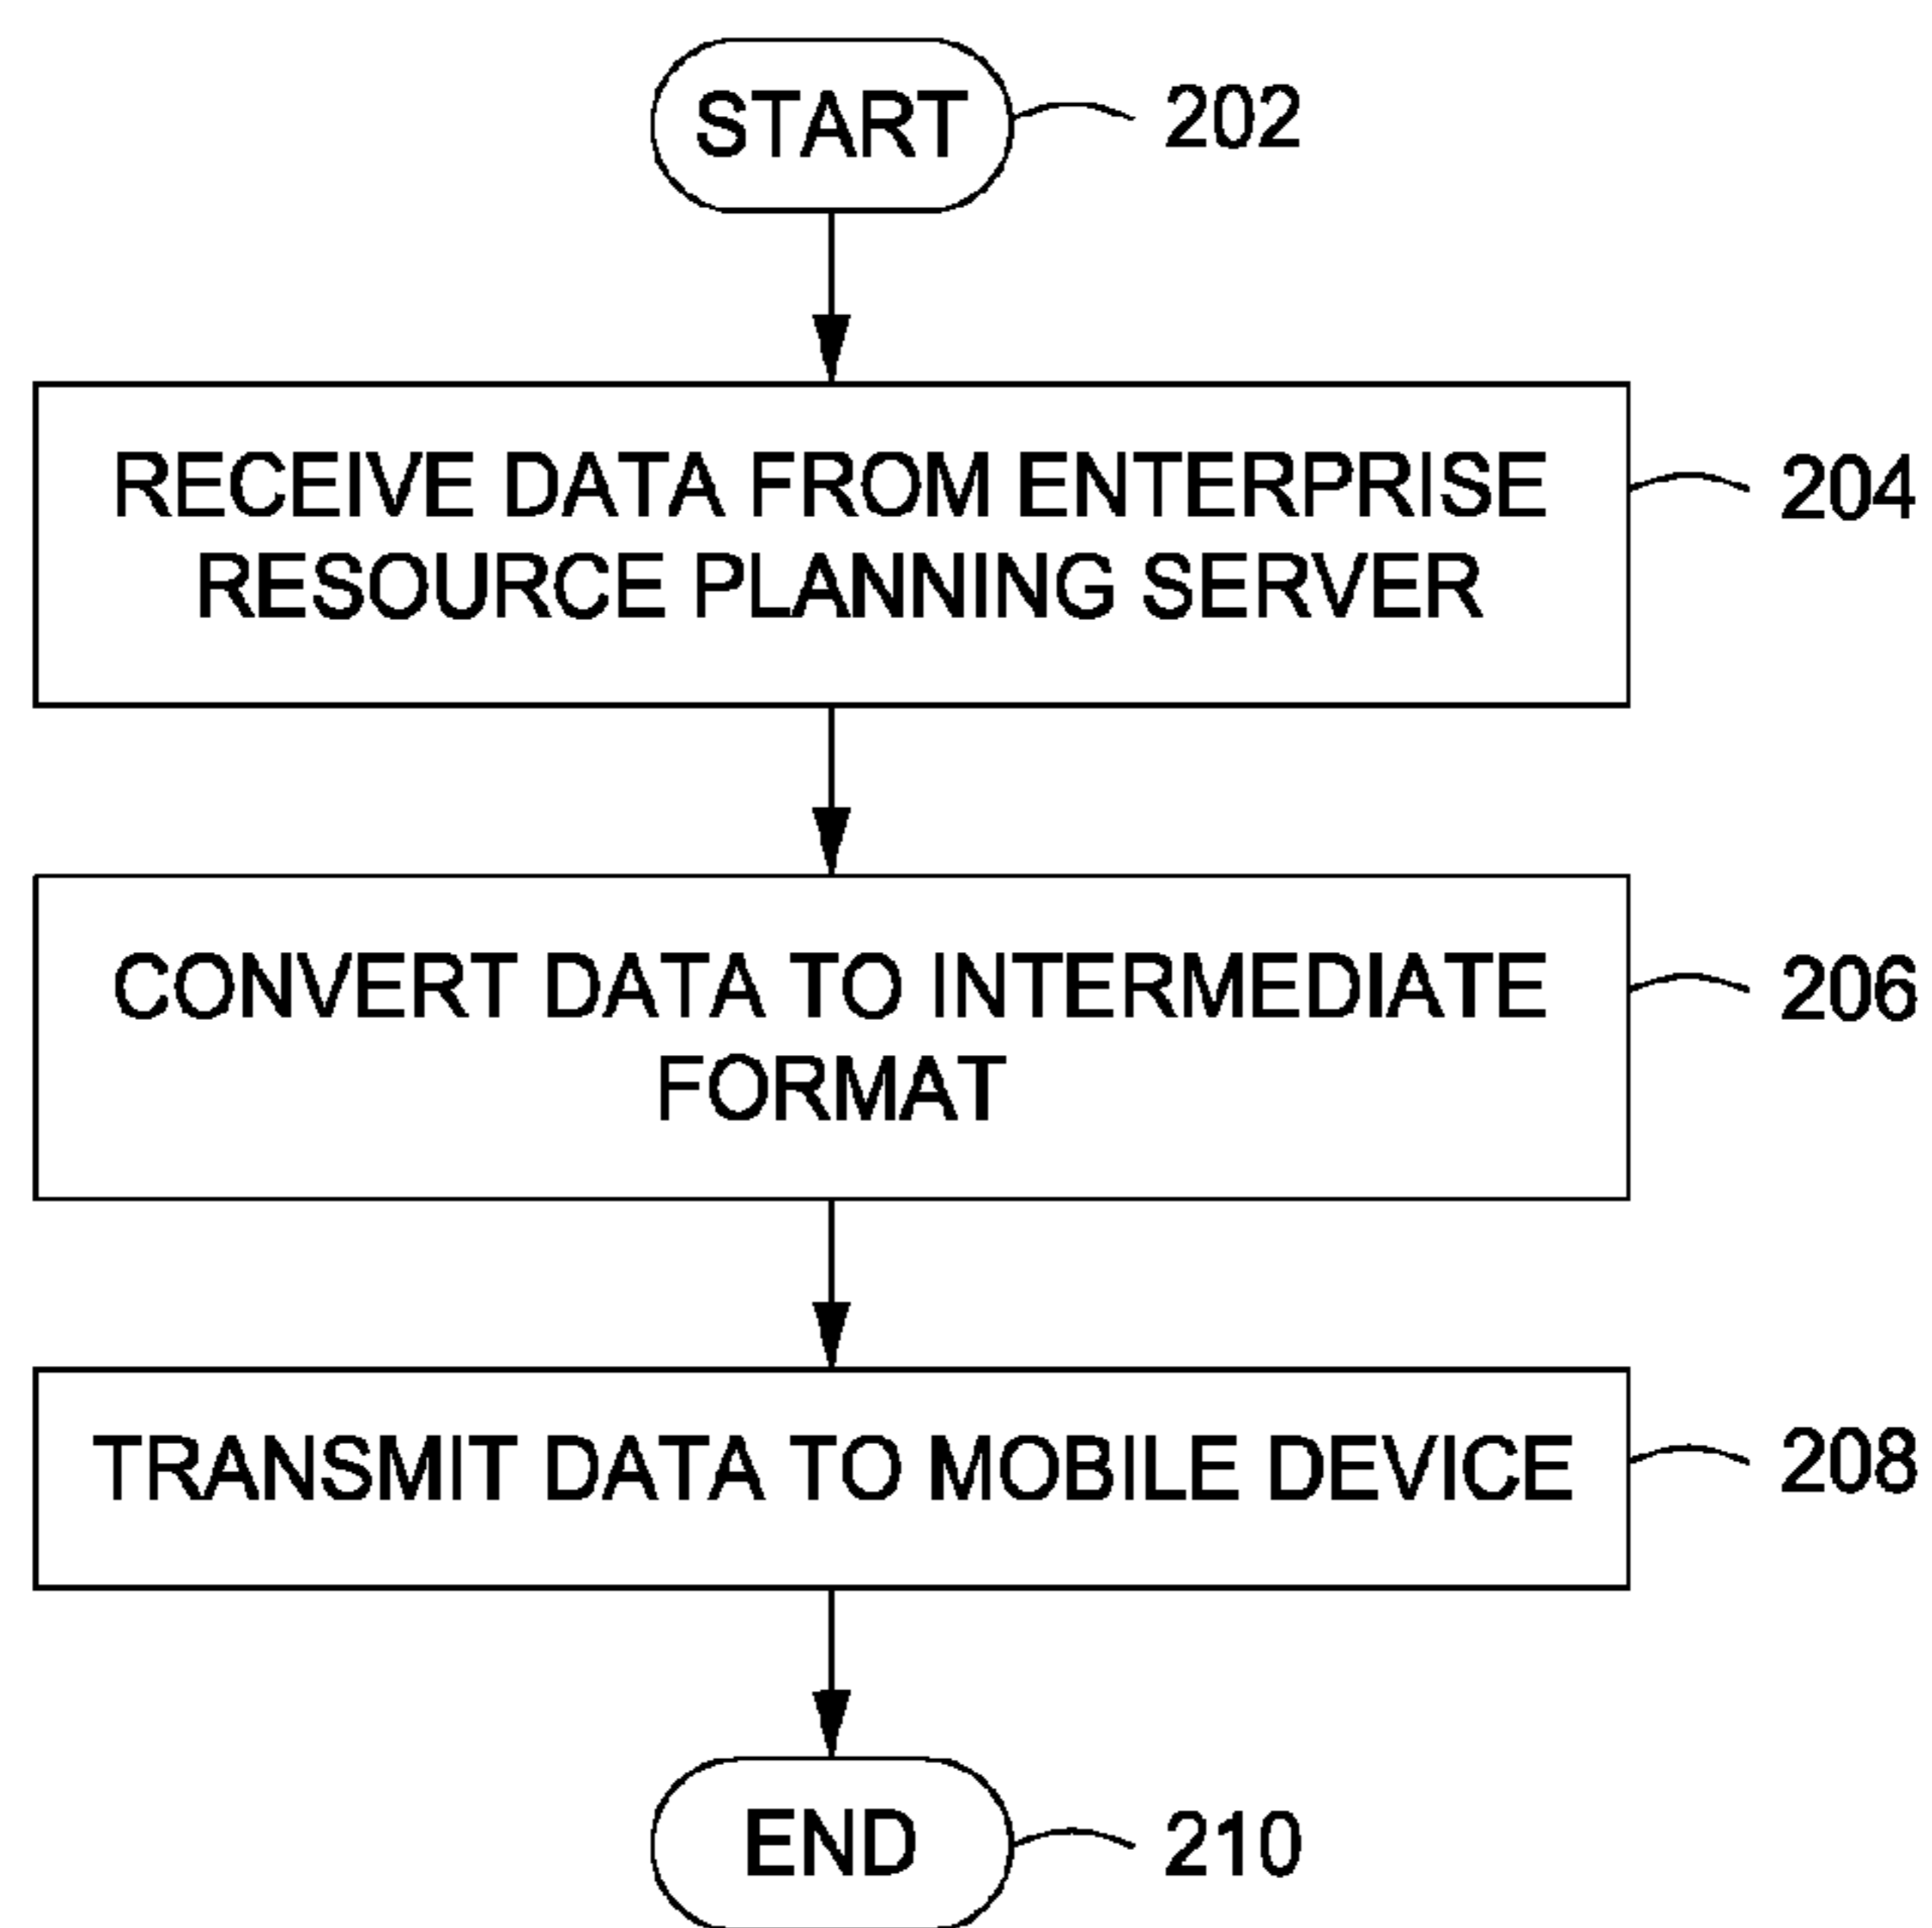 START
202
RECEIVE DATA FROM ENTERPRISE
RESOURCE PLANNING SERVER
204
CONVERT DATA TO INTERMEDIATE
FORMAT
206
TRANSMIT DATA TO MOBILE DEVICE
208
END
210